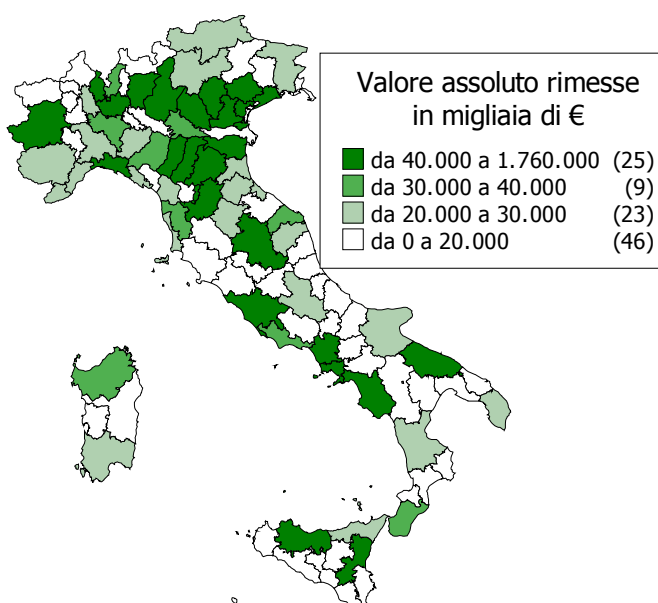 Valore assoluto rimesse
in migliaia di €
da 40.000 a 1.760.000 (25)
da 30.000 a 40.000 (9)
da 20.000 a 30.000 (23)
da 0 a 20.000 (46)